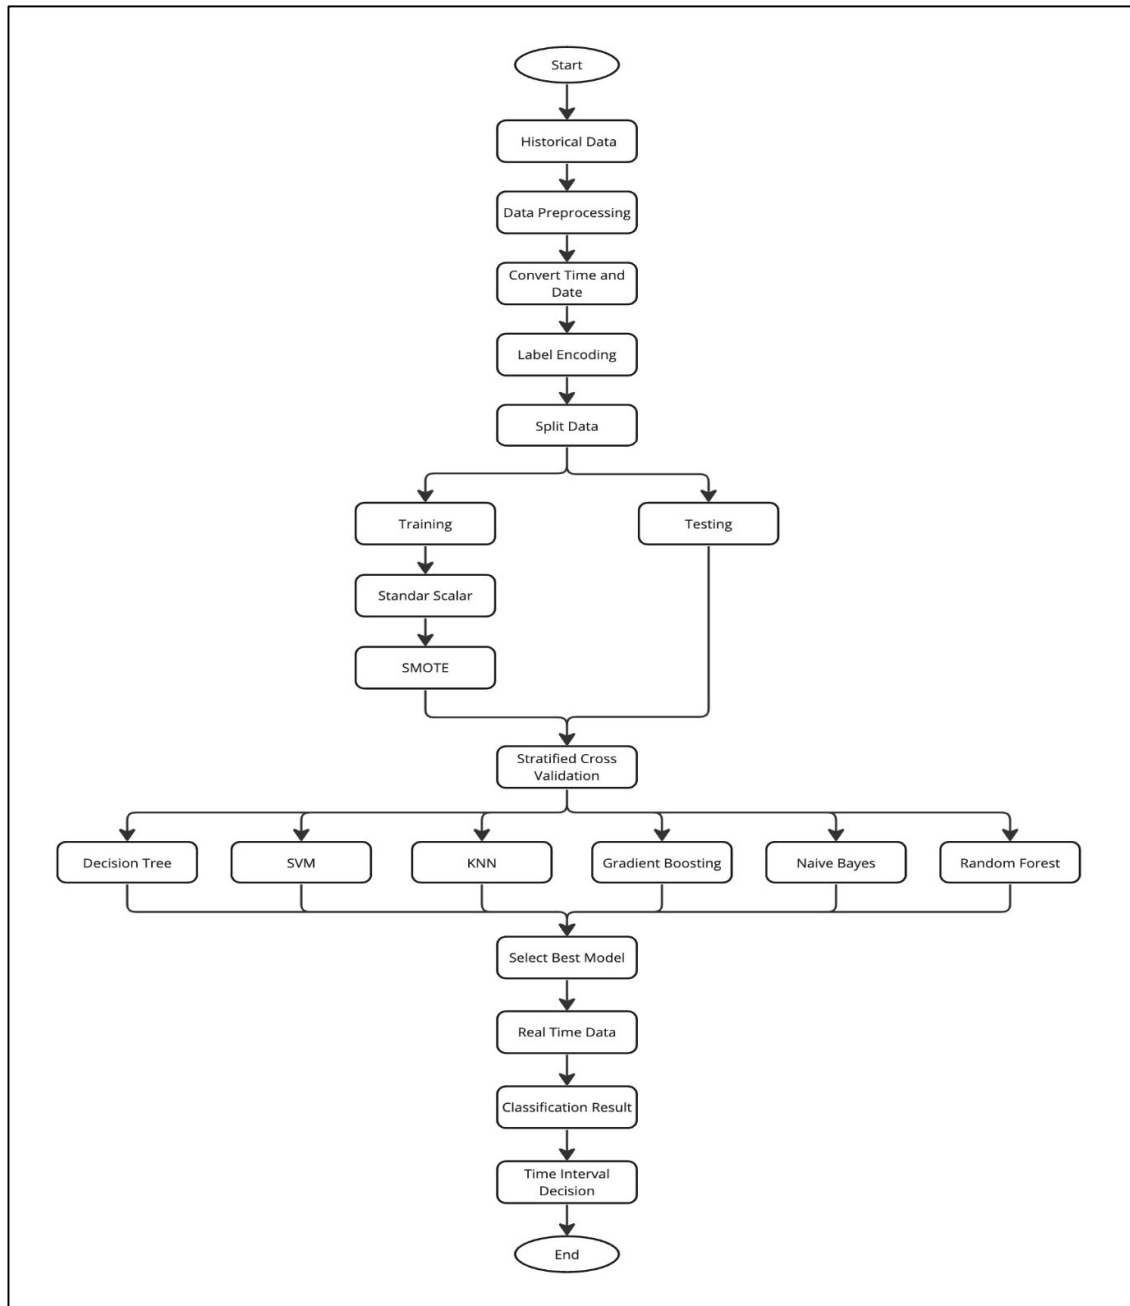 Start
Historical Data
Data Preprocessing
Convert Time and
Date
Label Encoding
Split Data
Training
Testing
Standar Scalar
SMOTE
Stratified Cross
Validation
Decision Tree
SVM
KNN
Gradient Boosting
Naive Bayes
Random Forest
Select Best Model
Real Time Data
Classification Result
Time Interval
Decision
End